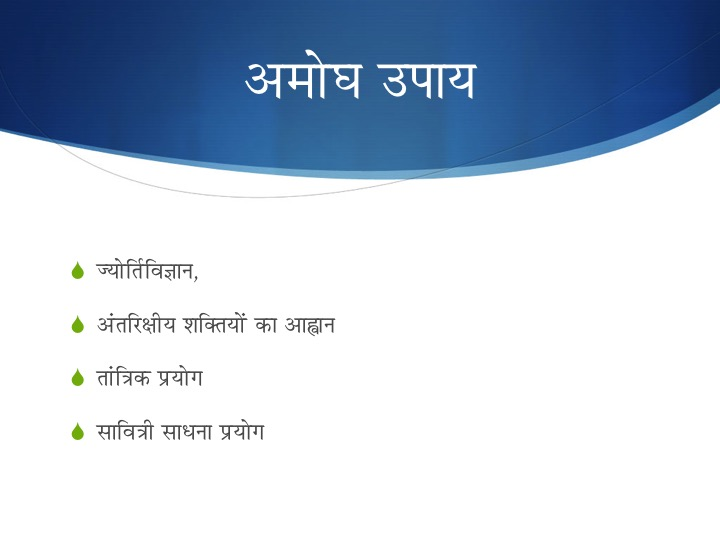 अमोघ उपाय
ज्योतिर्विज्ञान,
अंतरिक्षीय शक्तियों का आह्वान
तांत्रिक प्रयोग
सावित्री साधना प्रयोग